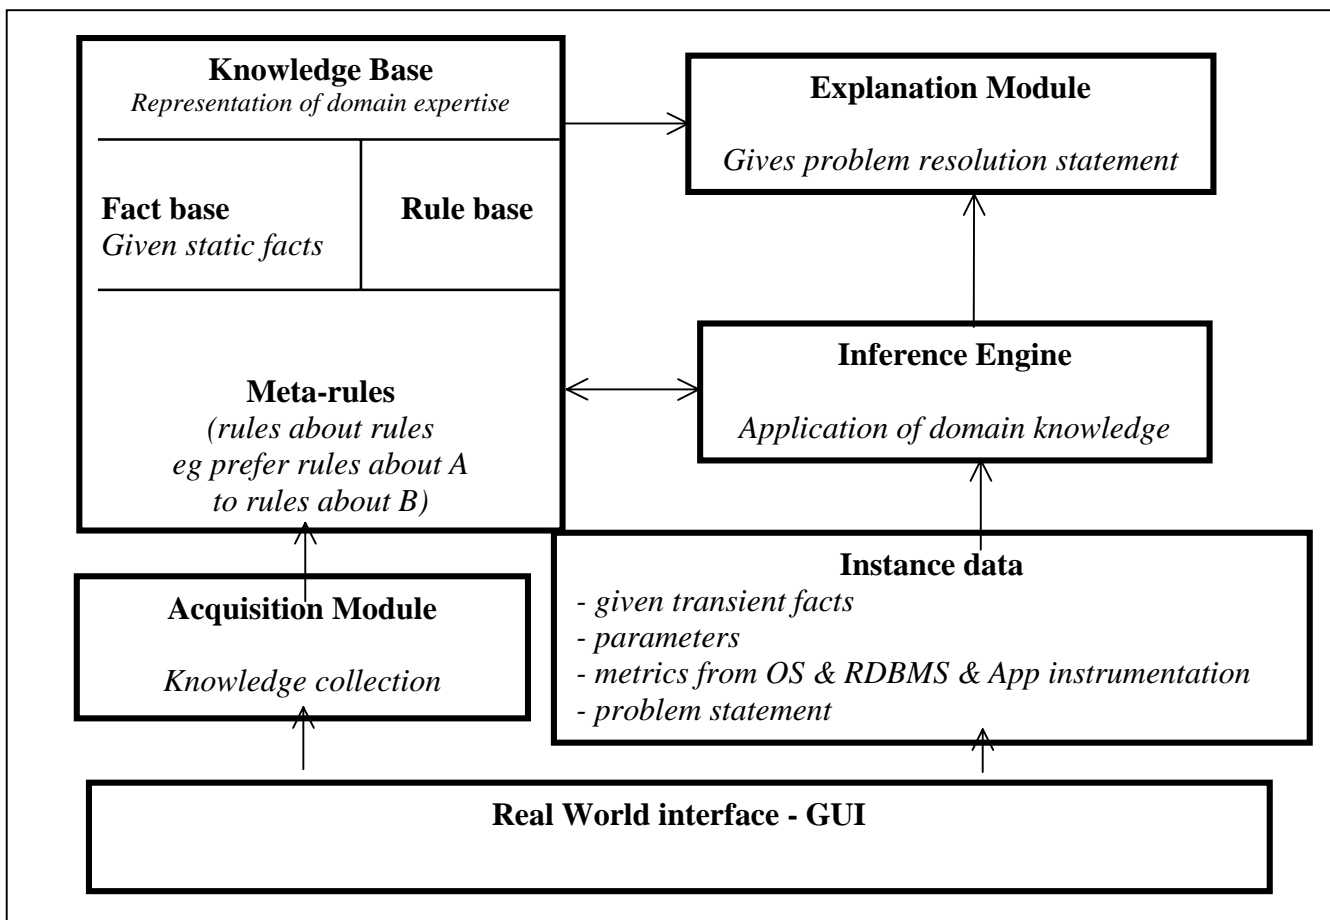 Knowledge Base
Representation of domain expertise
Fact base
Given static facts
Rule base
Meta-rules
(rules about rules
eg prefer rules about A
to rules about B)
Explanation Module
Gives problem resolution statement
Inference Engine
Application of domain knowledge
Acquisition Module
Knowledge collection
Instance data
- given transient facts
- parameters
- metrics from OS & RDBMS & App instrumentation
- problem statement
Real World interface - GUI